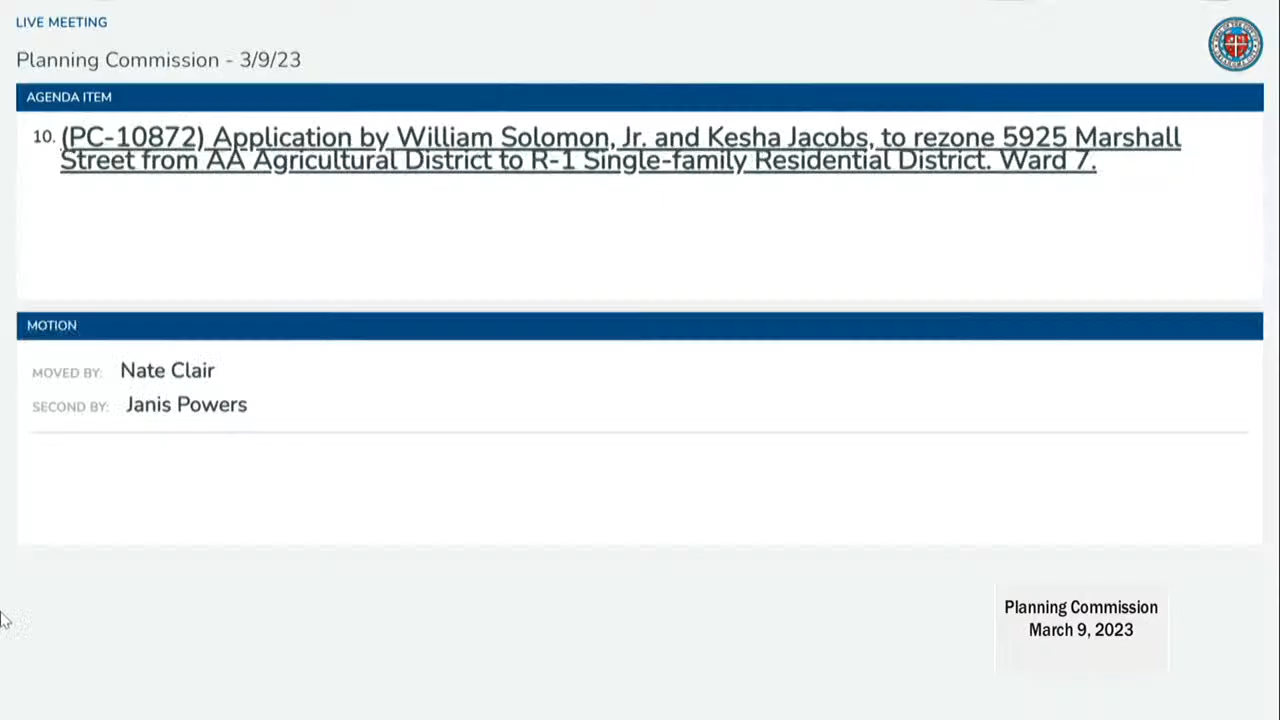 LIVE MEETING
Planning Commission - 3/9/23
AGENDA ITEM
10. (PC-10872) Application by William Solomon, Jr. and Kesha Jacobs, to rezone 5925 Marshall
Street from AA Agricultural District to R-1 Single-family Residential District. Ward 7.
MOTION
MOVED BY: Nate Clair
SECOND BY: Janis Powers
Planning Commission
March 9, 2023